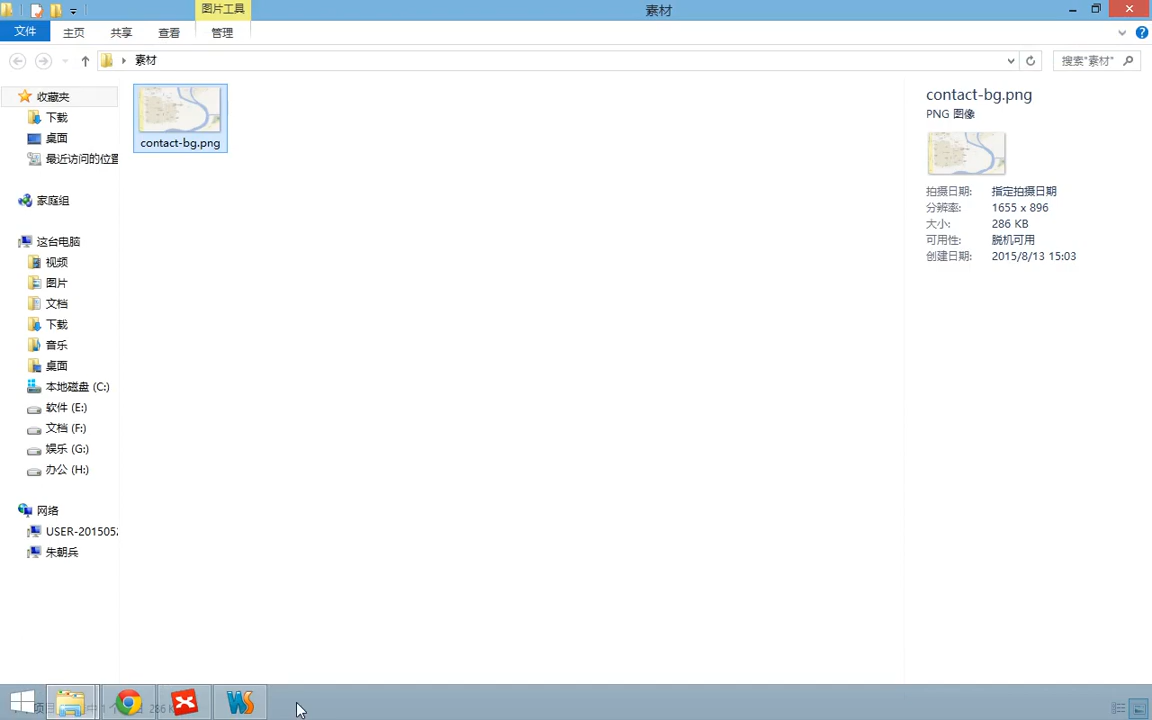 图片工具
素材
文件
主页
共享
查看
管理
素材
搜索"素材"
收藏夹
下载
桌面
最近访问的位置
家庭组
这台电脑
视频
图片
文档
下载
音乐
桌面
本地磁盘 (C:)
软件 (E:)
文档 (F:)
娱乐 (G:)
办公 (H:)
网络
USER-201505
朱朝兵
contact-bg.png
contact-bg.png
PNG 图像
拍摄日期: 指定拍摄日期
分辨率: 1655 x 896
大小: 286 KB
可用性: 脱机可用
创建日期: 2015/8/13 15:03